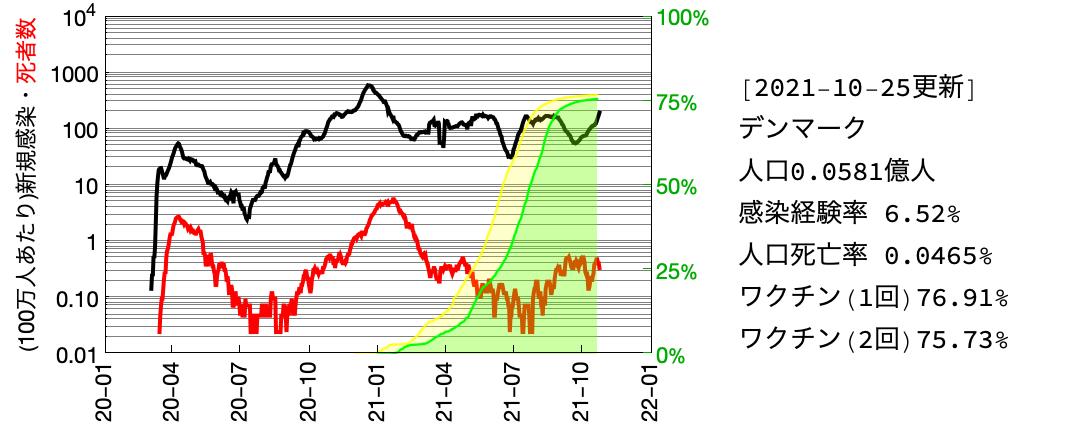 (100万人あたり)新規感染・死者数
10^4
1000
100
10
1
0.10
0.01
100%
75%
50%
25%
0%
20-01
20-04
20-07
20-10
21-01
21-04
21-07
21-10
22-01
[2021-10-25更新]
デンマーク
人口0.0581億人
感染経験率 6.52%
人口死亡率 0.0465%
ワクチン(1回)76.91%
ワクチン(2回)75.73%